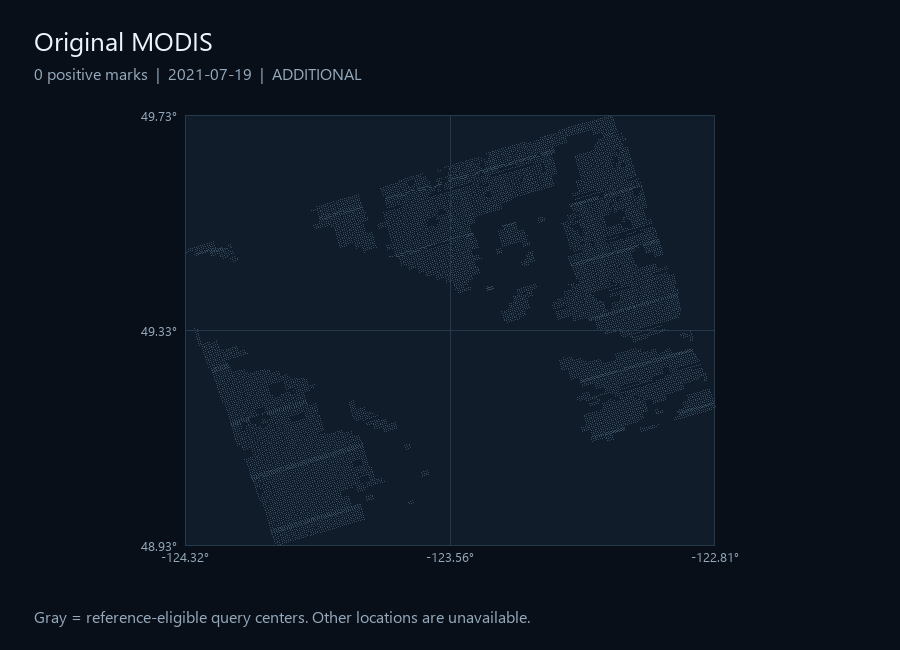 Original MODIS
0 positive marks | 2021-07-19 | ADDITIONAL
49.73°
49.33°
48.93°
-124.32°
-123.56°
-122.81°
Gray = reference-eligible query centers. Other locations are unavailable.